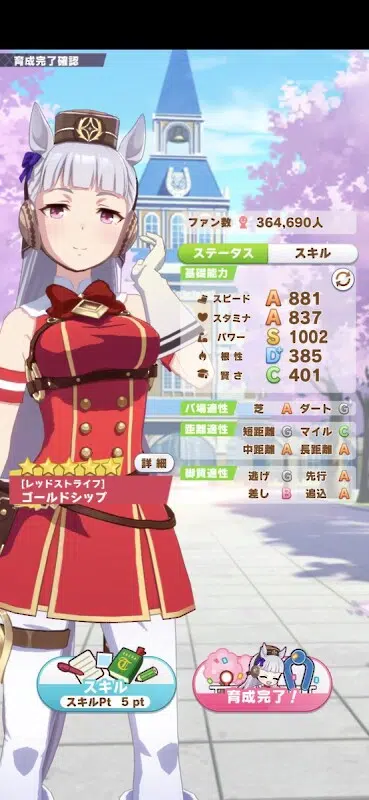 育成完了確認
ファン数 364,690人
ステータス スキル
基礎能力
スピード A 881
スタミナ A 837
パワー S 1002
根性 D+ 385
賢さ C 401
バ場適性 芝 A ダート G
距離適性 短距離 G マイル C
中距離 A 長距離 A
脚質適性 逃げ G 先行 A
差し B 追込 A
詳細
[レッドストライフ]
ゴールドシップ
スキル
スキルPt 5 pt
育成完了！